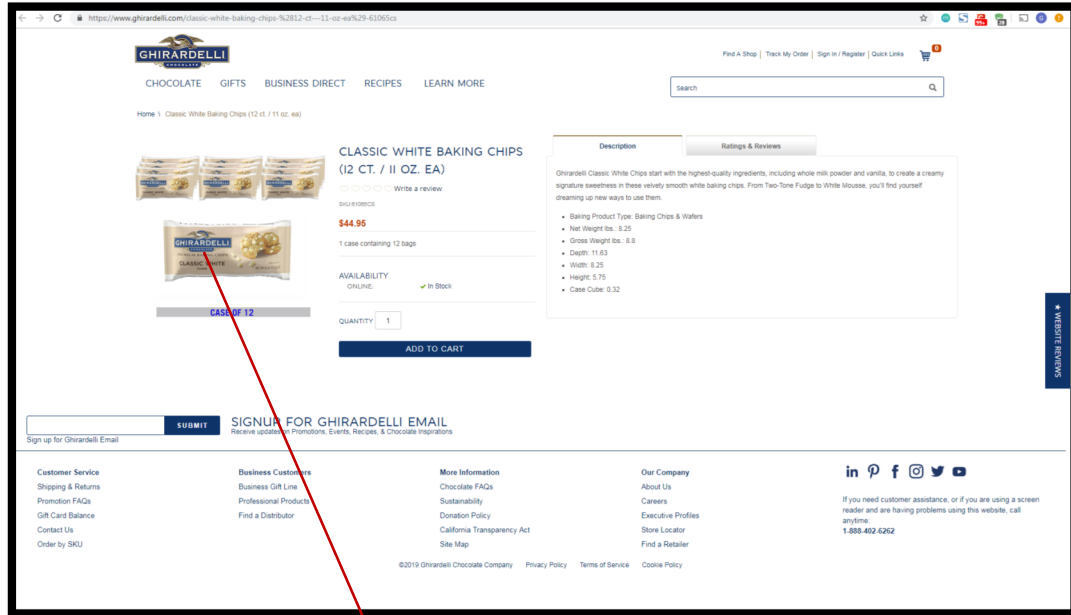 https://www.ghirardelli.com/classic-white-baking-chips-%2812-ct---11-oz-ea%29-61065cs
GHIRARDELLI
CHOCOLATE
Find A Shop | Track My Order | Sign In / Register | Quick Links
0
CHOCOLATE GIFTS BUSINESS DIRECT RECIPES LEARN MORE
Search
Home \ Classic White Baking Chips (12 ct. / 11 oz. ea)
CLASSIC WHITE BAKING CHIPS
(12 CT. / 11 OZ. EA)
Write a review
SKU 61065CS
$44.95
1 case containing 12 bags
AVAILABILITY
ONLINE: In Stock
QUANTITY 1
ADD TO CART
GHIRARDELLI
PREMIUM BAKING CHIPS
CLASSIC WHITE
CASE OF 12
Description Ratings & Reviews
Ghirardelli Classic White Chips start with the highest-quality ingredients, including whole milk powder and vanilla, to create a creamy
signature sweetness in these velvety smooth white baking chips. From Two-Tone Fudge to White Mousse, you'll find yourself
dreaming up new ways to use them.
Baking Product Type: Baking Chips & Wafers
Net Weight lbs.: 8.25
Gross Weight lbs.: 8.8
Depth: 11.63
Width: 8.25
Height: 5.75
Case Cube: 0.32
★ WEBSITE REVIEWS
SUBMIT
Sign up for Ghirardelli Email
SIGNUP FOR GHIRARDELLI EMAIL
Receive updates on Promotions, Events, Recipes, & Chocolate Inspirations
Customer Service
Shipping & Returns
Promotion FAQs
Gift Card Balance
Contact Us
Order by SKU
Business Customers
Business Gift Line
Professional Products
Find a Distributor
More Information
Chocolate FAQs
Sustainability
Donation Policy
California Transparency Act
Site Map
Our Company
About Us
Careers
Executive Profiles
Store Locator
Find a Retailer
If you need customer assistance, or if you are using a screen
reader and are having problems using this website, call
anytime:
1-888-402-6262
©2019 Ghirardelli Chocolate Company Privacy Policy Terms of Service Cookie Policy